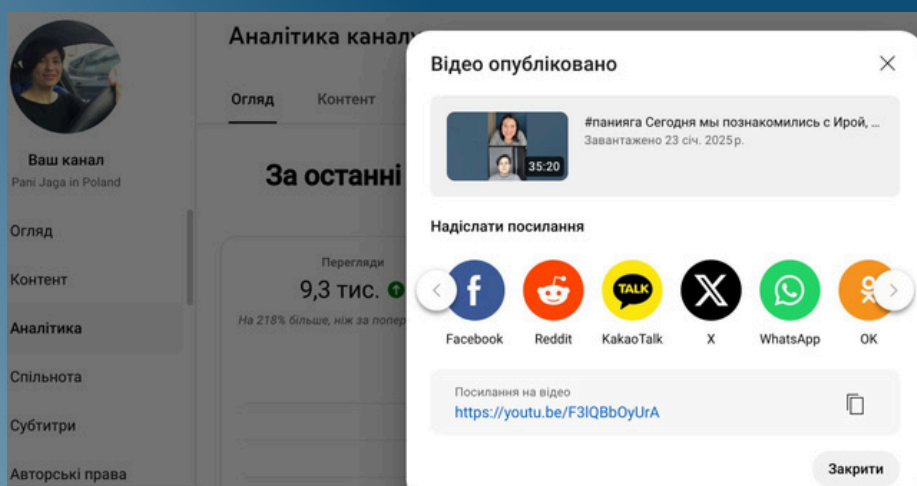 Аналітика каналу
Огляд
Контент
Ваш канал
Pani Jaga in Poland
За останні
Огляд
Контент
Аналітика
Спільнота
Субтитри
Авторські права
Перегляди
9,3 тис.
На 218% більше, ніж за попер
Відео опубліковано
#панияга Сегодня мы познакомились с Ирой, ...
Завантажено 23 січ. 2025 р.
35:20
Надіслати посилання
TALK
Facebook
Reddit
KakaoTalk
X
WhatsApp
OK
Посилання на відео
https://youtu.be/F3lQBbOyUrA
Закрити